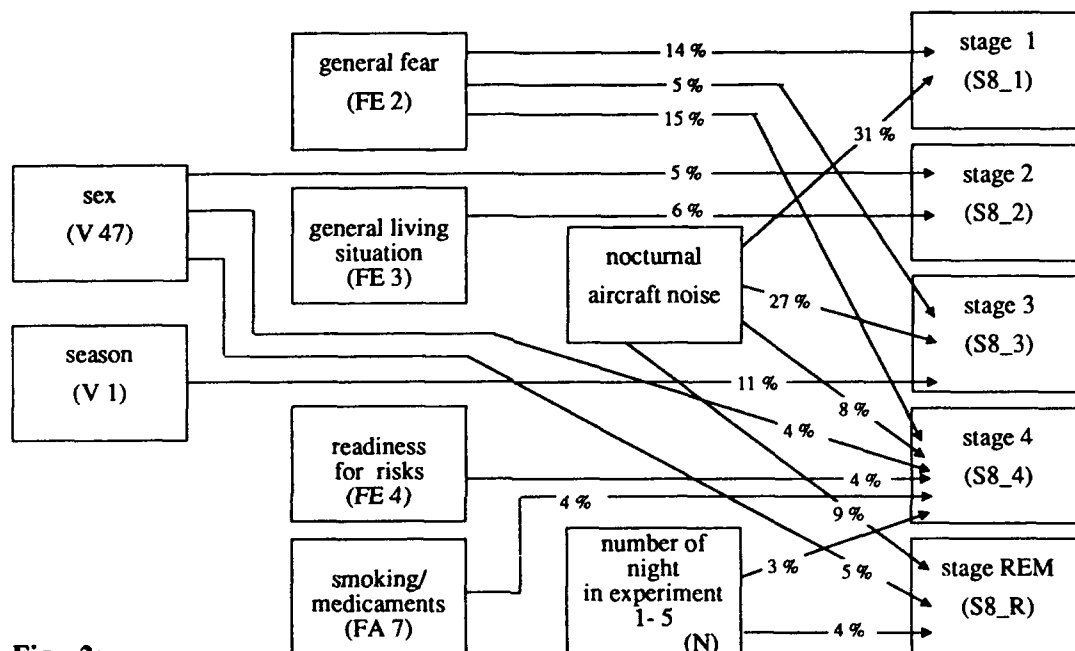 general fear
(FE 2)
sex
(V 47)
general living
situation
(FE 3)
season
(V 1)
readiness
for risks
(FE 4)
smoking/
medicaments
(FA 7)
nocturnal
aircraft noise
number of
night
in experiment
1- 5
(N)
14 %
5 %
15 %
31 %
5 %
6 %
27 %
11 %
8 %
4 %
4 %
4 %
9 %
3 %
5 %
4 %
stage 1
(S8_1)
stage 2
(S8_2)
stage 3
(S8_3)
stage 4
(S8_4)
stage REM
(S8_R)